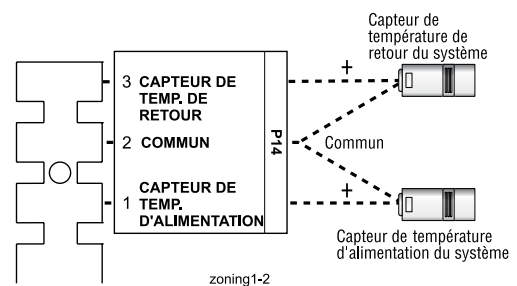 Capteur de
température de
retour du système
3 CAPTEUR DE
TEMP. DE
RETOUR
+
2 COMMUN
P14
Commun
1 CAPTEUR DE
TEMP.
D'ALIMENTATION
+
Capteur de température
d'alimentation du système
zoning1-2